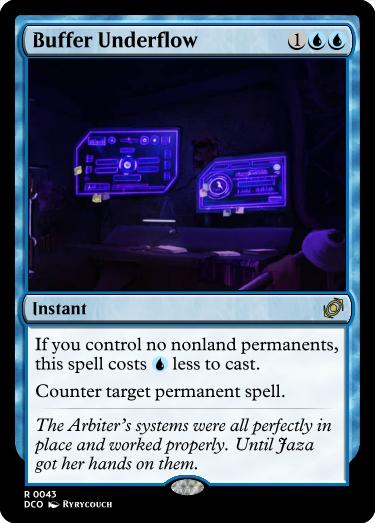 Buffer Underflow 1
Instant
If you control no nonland permanents,
this spell costs less to cast.
Counter target permanent spell.
The Arbiter's systems were all perfectly in
place and worked properly. Until Jaza
got her hands on them.
R 0043
DCO Ryrycouch